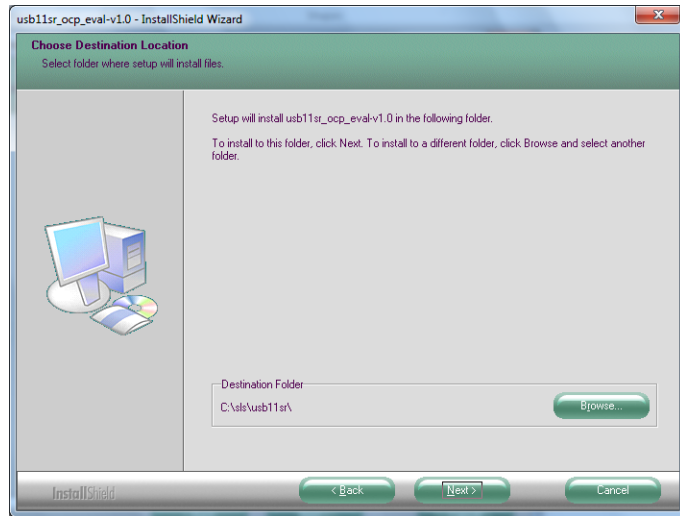 usb11sr_ocp_eval-v1.0 - InstallShield Wizard
Choose Destination Location
Select folder where setup will install files.
Setup will install usb11sr_ocp_eval-v1.0 in the following folder.
To install to this folder, click Next. To install to a different folder, click Browse and select another
folder.
Destination Folder
C:\sls\usb11sr\
Browse...
InstallShield
< Back
Next >
Cancel